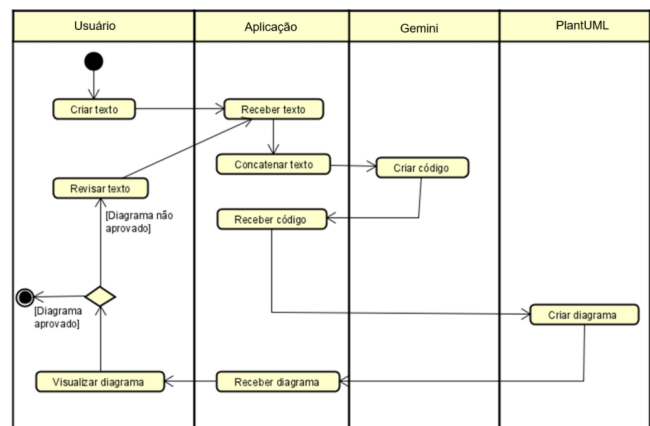 Usuário
Aplicação
Gemini
PlantUML
Criar texto
Receber texto
Concatenar texto
Criar código
Revisar texto
[Diagrama não
aprovado]
Receber código
[Diagrama
aprovado]
Criar diagrama
Visualizar diagrama
Receber diagrama